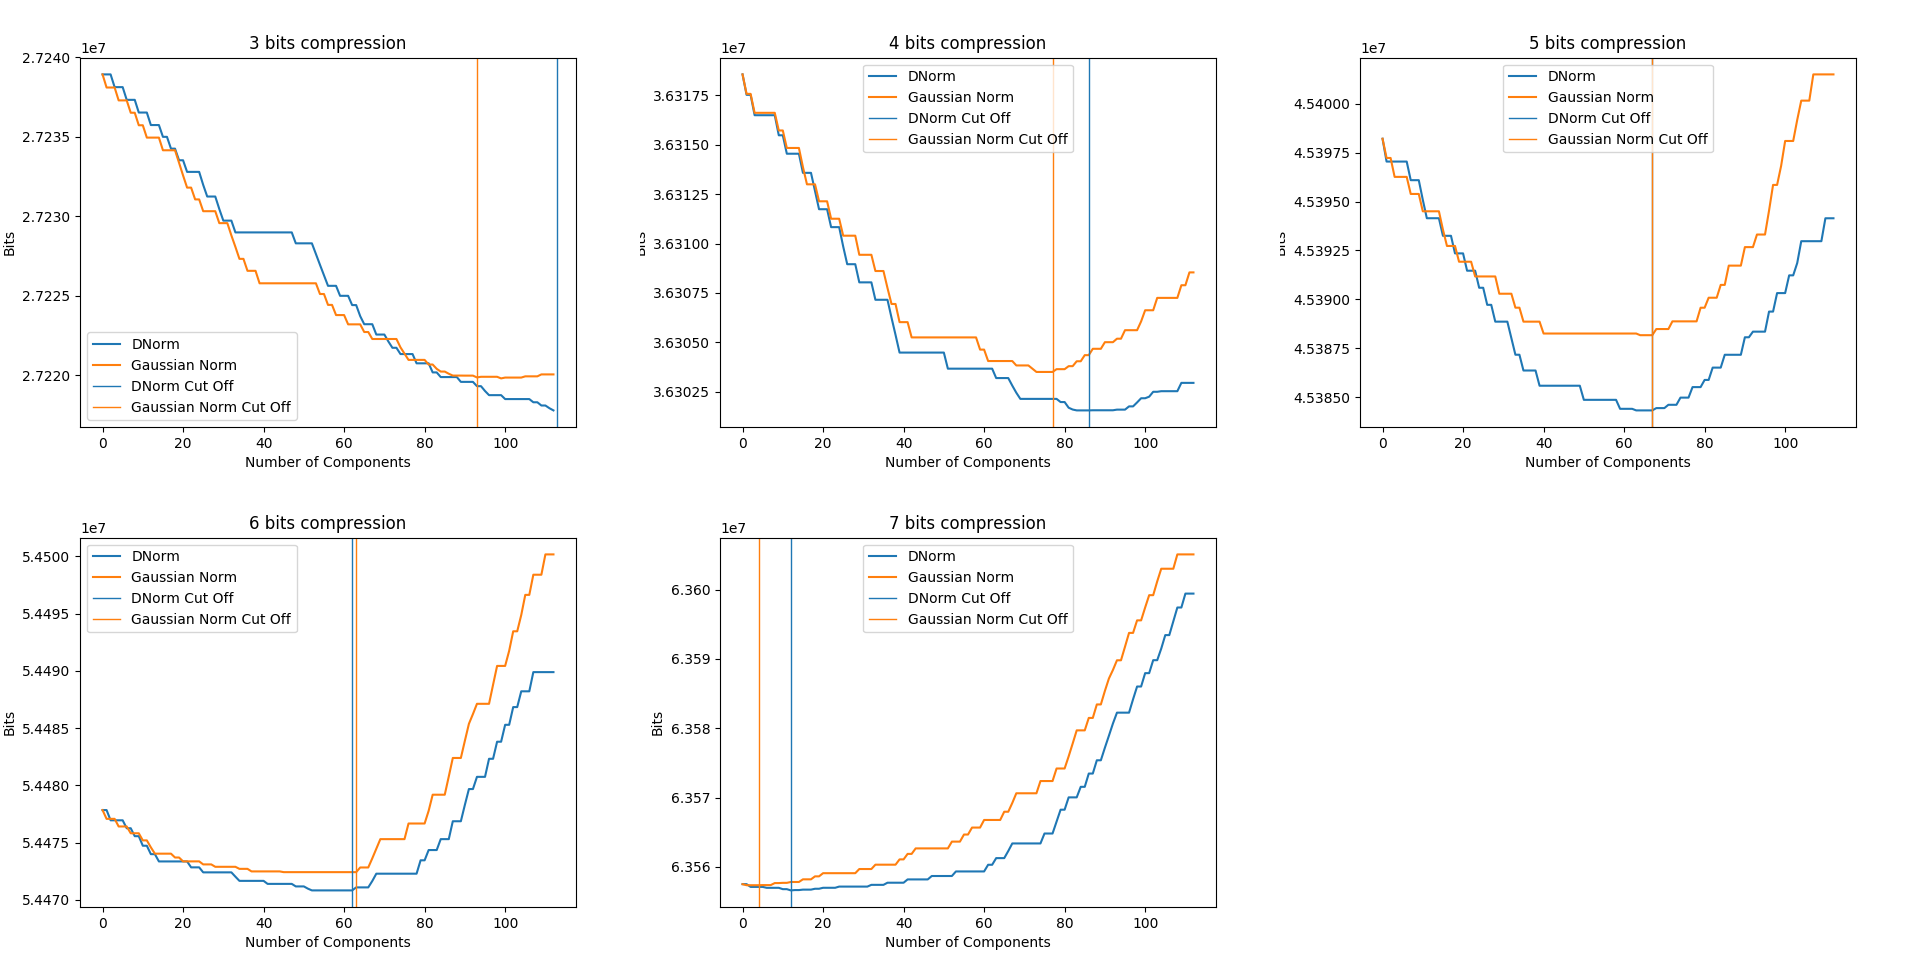 3 bits compression
1e7
2.7240
2.7235
2.7230
2.7225
2.7220
Bits
DNorm
Gaussian Norm
DNorm Cut Off
Gaussian Norm Cut Off
0 20 40 60 80 100
Number of Components
4 bits compression
1e7
3.63175
3.63150
3.63125
3.63100
3.63075
3.63050
3.63025
Bits
DNorm
Gaussian Norm
DNorm Cut Off
Gaussian Norm Cut Off
0 20 40 60 80 100
Number of Components
5 bits compression
1e7
4.54000
4.53975
4.53950
4.53925
4.53900
4.53875
4.53850
Bits
DNorm
Gaussian Norm
DNorm Cut Off
Gaussian Norm Cut Off
0 20 40 60 80 100
Number of Components
6 bits compression
1e7
5.4500
5.4495
5.4490
5.4485
5.4480
5.4475
5.4470
Bits
DNorm
Gaussian Norm
DNorm Cut Off
Gaussian Norm Cut Off
0 20 40 60 80 100
Number of Components
7 bits compression
1e7
6.360
6.359
6.358
6.357
6.356
Bits
DNorm
Gaussian Norm
DNorm Cut Off
Gaussian Norm Cut Off
0 20 40 60 80 100
Number of Components